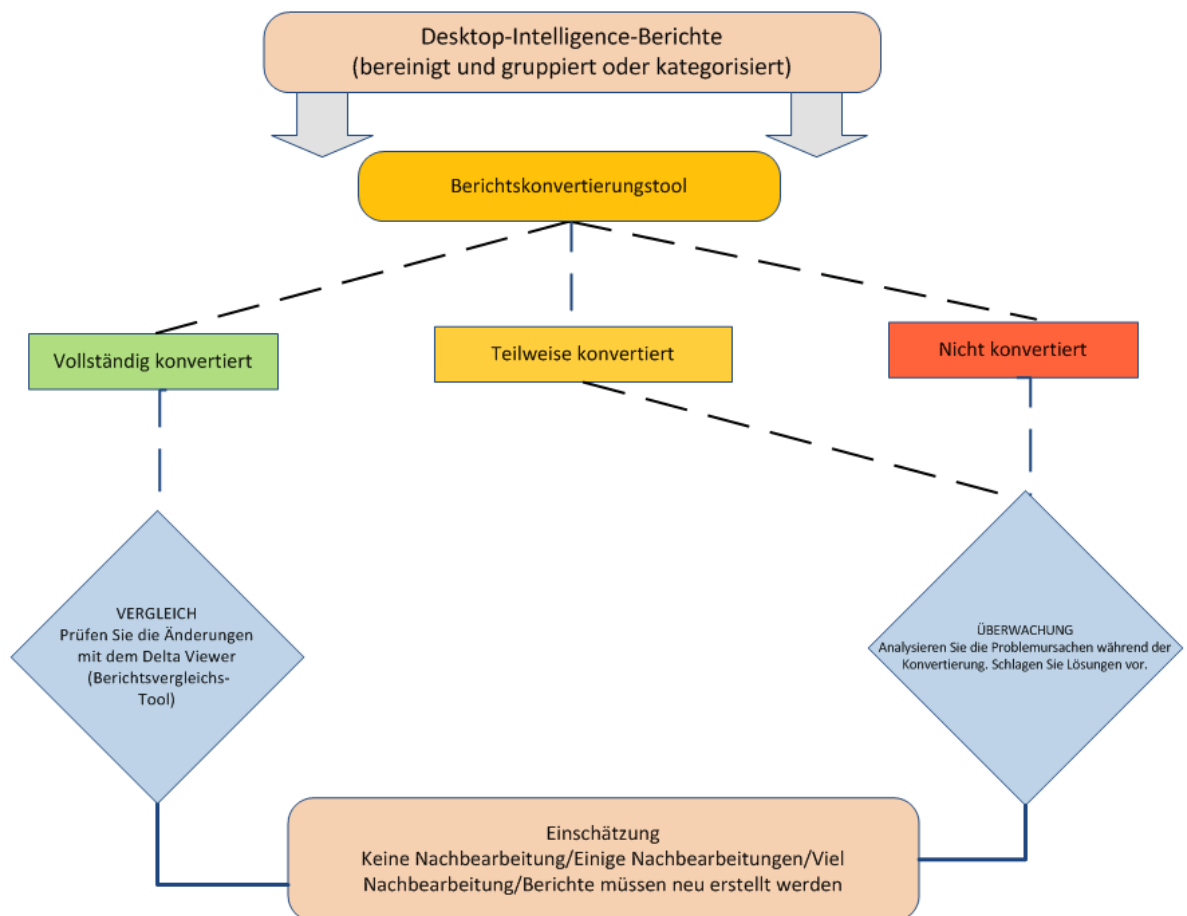 Desktop-Intelligence-Berichte
(bereinigt und gruppiert oder kategorisiert)
Berichtskonvertierungstool
Vollständig konvertiert
Teilweise konvertiert
Nicht konvertiert
VERGLEICH
Prüfen Sie die Änderungen
mit dem Delta Viewer
(Berichtsvergleichs-
Tool)
ÜBERWACHUNG
Analysieren Sie die Problemursachen während der
Konvertierung. Schlagen Sie Lösungen vor.
Einschätzung
Keine Nachbearbeitung/Einige Nachbearbeitungen/Viel
Nachbearbeitung/Berichte müssen neu erstellt werden